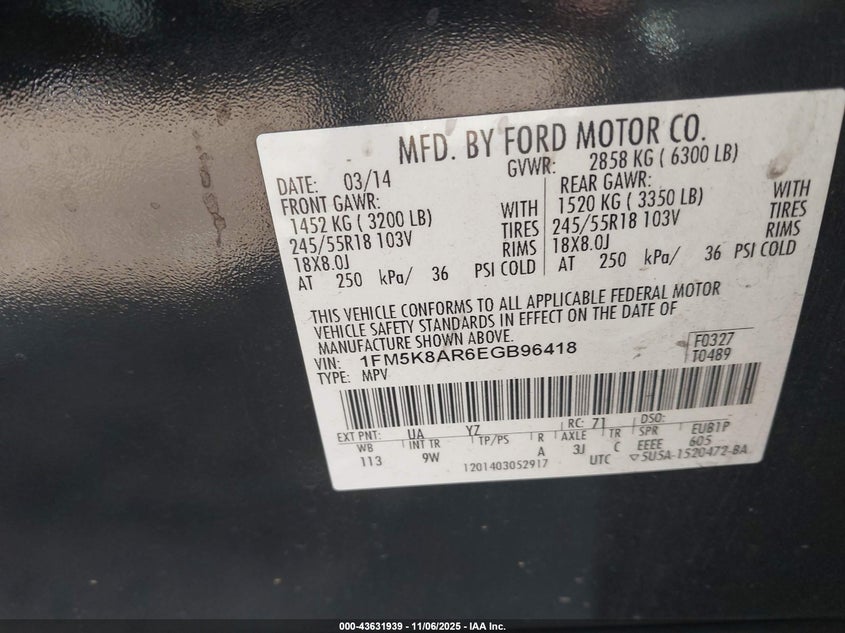 MFD. BY FORD MOTOR CO.
DATE: 03/14 GVWR: 2858 KG ( 6300 LB)
FRONT GAWR: REAR GAWR:
1452 KG ( 3200 LB) WITH 1520 KG ( 3350 LB) WITH
245/55R18 103V TIRES 245/55R18 103V TIRES
18X8.0J RIMS 18X8.0J RIMS
AT 250 kPa/ 36 PSI COLD AT 250 kPa/ 36 PSI COLD
THIS VEHICLE CONFORMS TO ALL APPLICABLE FEDERAL MOTOR
VEHICLE SAFETY STANDARDS IN EFFECT ON THE DATE OF
MANUFACTURE SHOWN ABOVE.
VIN: 1FM5K8AR6EGB96418 F0327
TYPE: MPV T0489
EXT PNT: UA YZ RC: 71 DSO:
WB INT TR TP/PS R AXLE TR SPR EUB1P
113 9W A 3J C EEEE 605
1201403052917 UTC ▽5U5A-1520472-BA
000-43631939 - 11/06/2025 - IAA Inc.